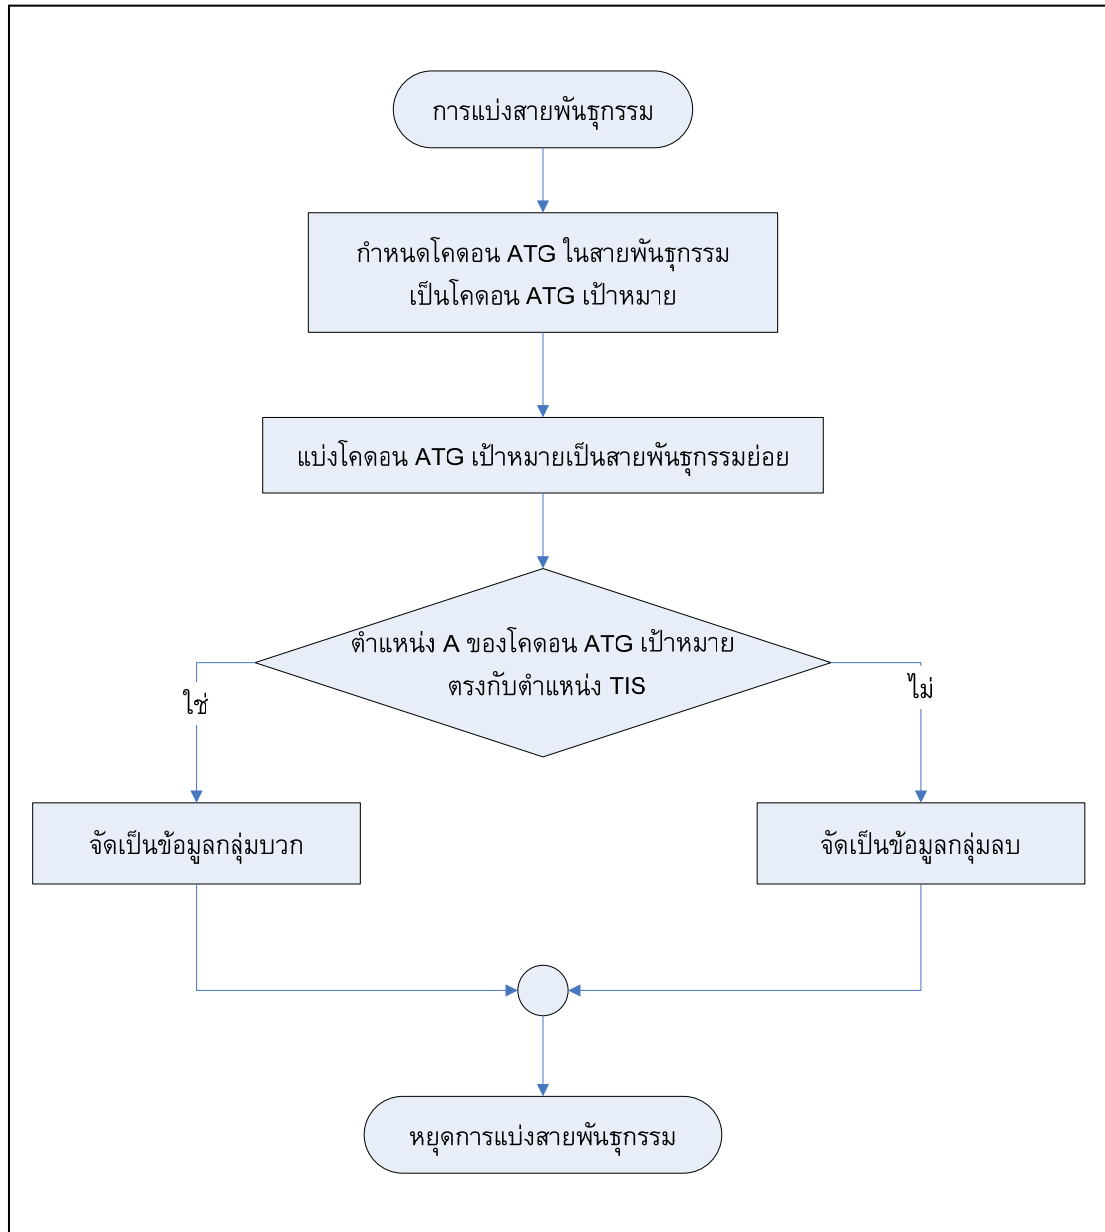 การแบ่งสายพันธุกรรม
กำหนดโคดอน ATG ในสายพันธุกรรม
เป็นโคดอน ATG เป้าหมาย
แบ่งโคดอน ATG เป้าหมายเป็นสายพันธุกรรมย่อย
ตำแหน่ง A ของโคดอน ATG เป้าหมาย
ตรงกับตำแหน่ง TIS
ใช่
ไม่
จัดเป็นข้อมูลกลุ่มบวก
จัดเป็นข้อมูลกลุ่มลบ
หยุดการแบ่งสายพันธุกรรม